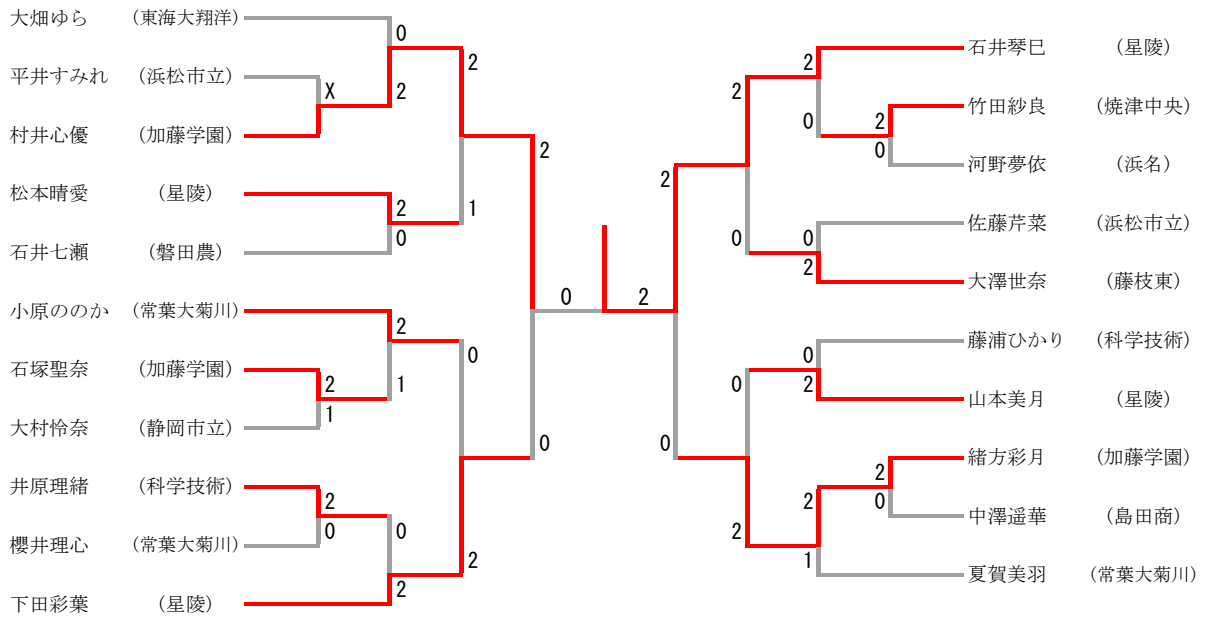 大畑ゆら （東海大翔洋）
0
2
平井すみれ （浜松市立）
X
2
村井心優 （加藤学園）
2
松本晴愛 （星陵）
2
1
0
石井七瀬 （磐田農）
小原ののか （常葉大菊川）
2
0
石塚聖奈 （加藤学園）
2
1
1
大村怜奈 （静岡市立）
0
井原理緒 （科学技術）
2
0
0
櫻井理心 （常葉大菊川）
2
2
下田彩葉 （星陵）
0
2
石井琴巳 （星陵）
2
2
竹田紗良 （焼津中央）
0
2
0
河野夢依 （浜名）
2
佐藤芹菜 （浜松市立）
0
0
2
大澤世奈 （藤枝東）
藤浦ひかり （科学技術）
0
0
2
山本美月 （星陵）
0
緒方彩月 （加藤学園）
2
2
0
中澤遥華 （島田商）
2
1
夏賀美羽 （常葉大菊川）